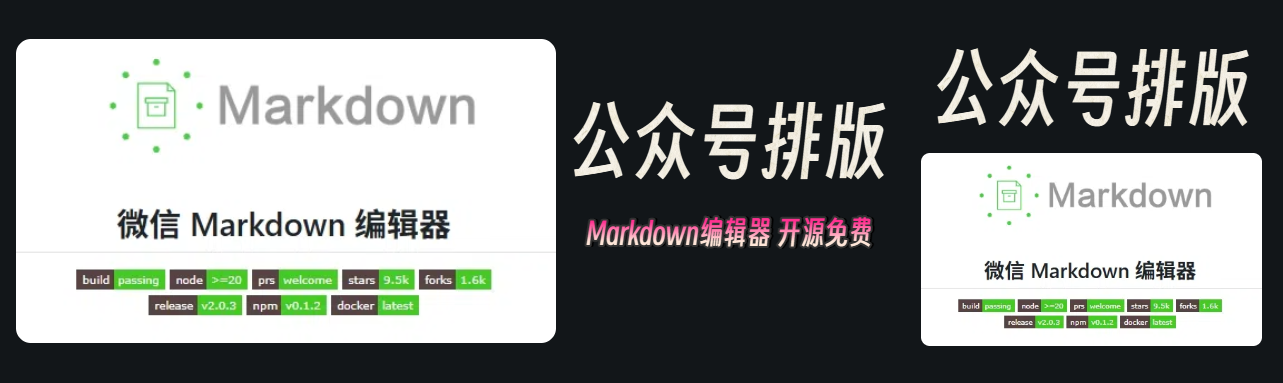 Markdown
微信 Markdown 编辑器
build passing node >=20 prs welcome stars 9.5k forks 1.6k
release v2.0.3 npm v0.1.2 docker latest
公众号排版
Markdown编辑器 开源免费
公众号排版
Markdown
微信 Markdown 编辑器
build passing node >=20 prs welcome stars 9.5k forks 1.6k
release v2.0.3 npm v0.1.2 docker latest